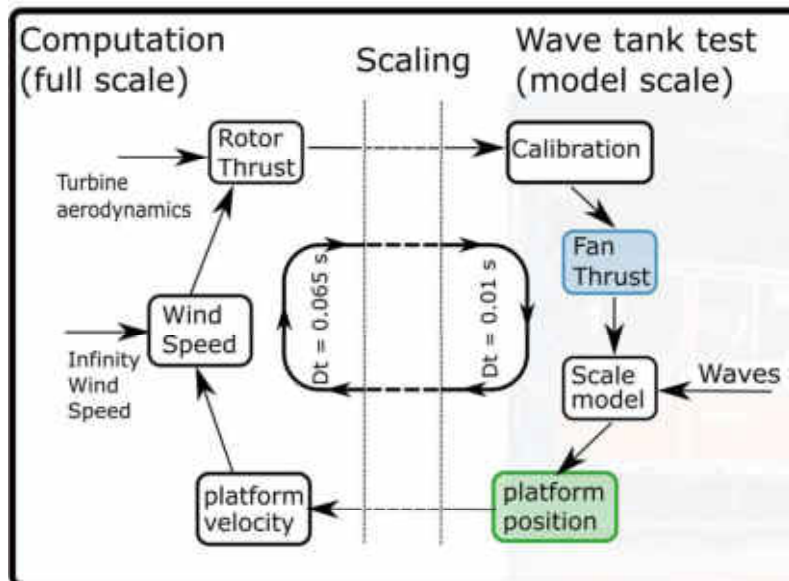 Computation
(full scale)
Scaling
Wave tank test
(model scale)
Rotor
Thrust
Calibration
Turbine
aerodynamics
Fan
Thrust
Dt = 0.065 s
Dt = 0.01 s
Wind
Speed
Infinity
Wind
Speed
Scale
model
Waves
platform
velocity
platform
position